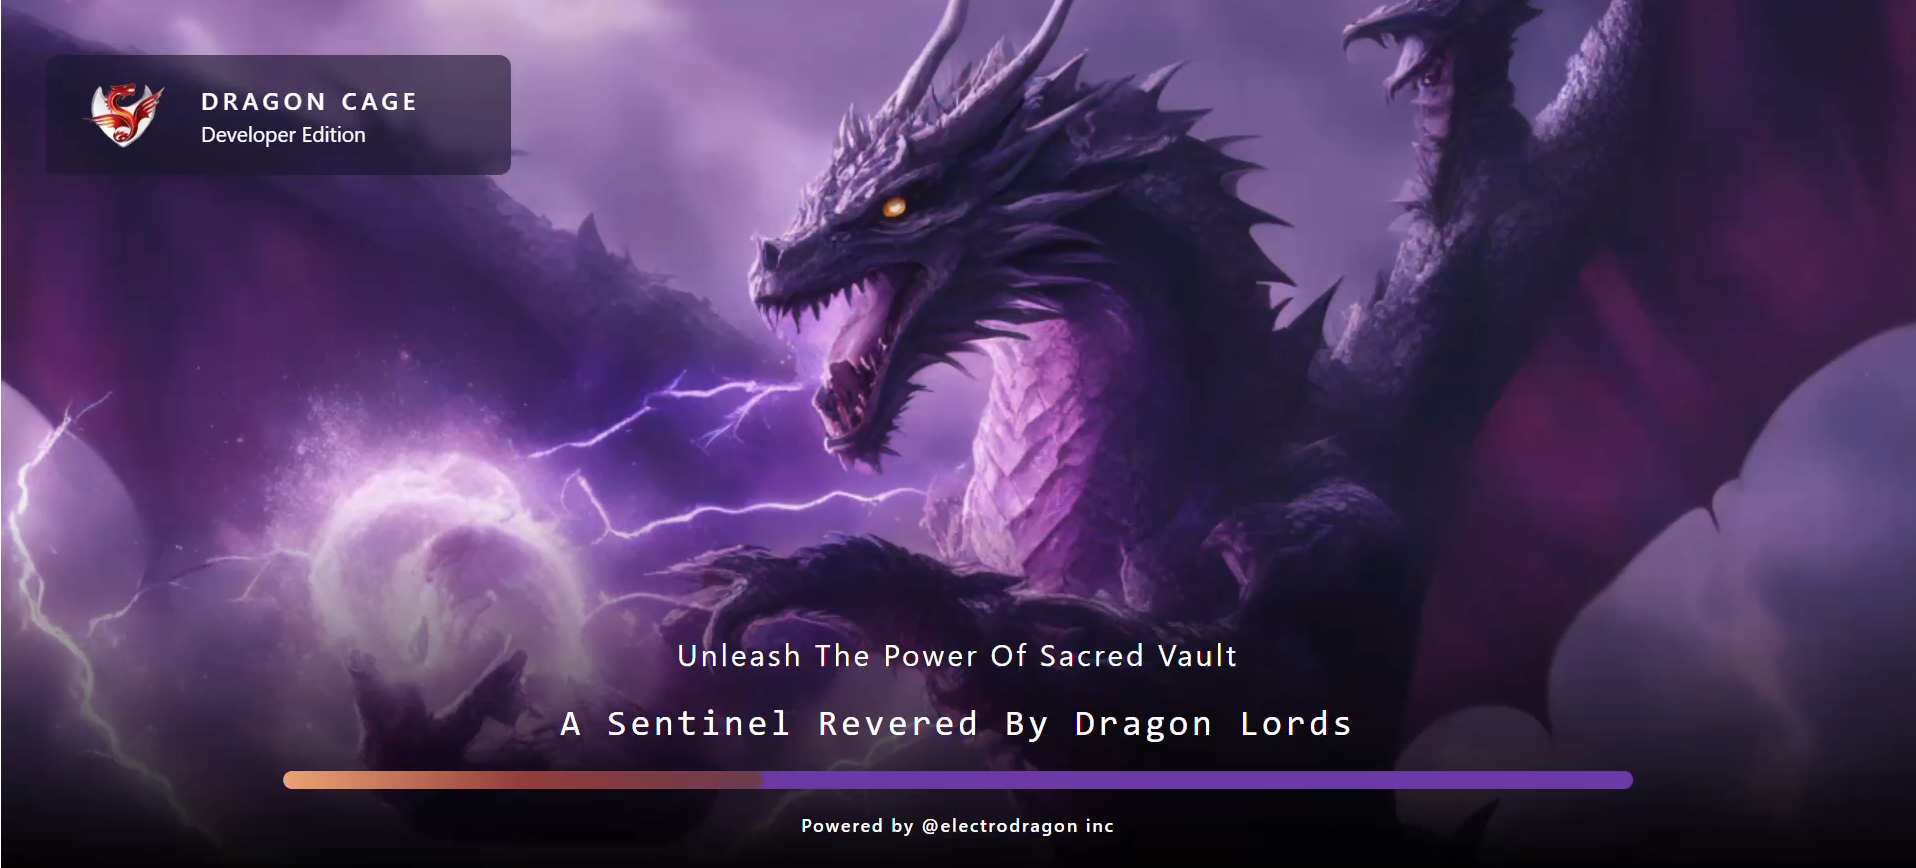 DRAGON CAGE
Developer Edition
Unleash The Power Of Sacred Vault
A Sentinel Revered By Dragon Lords
Powered by @electrodragon inc